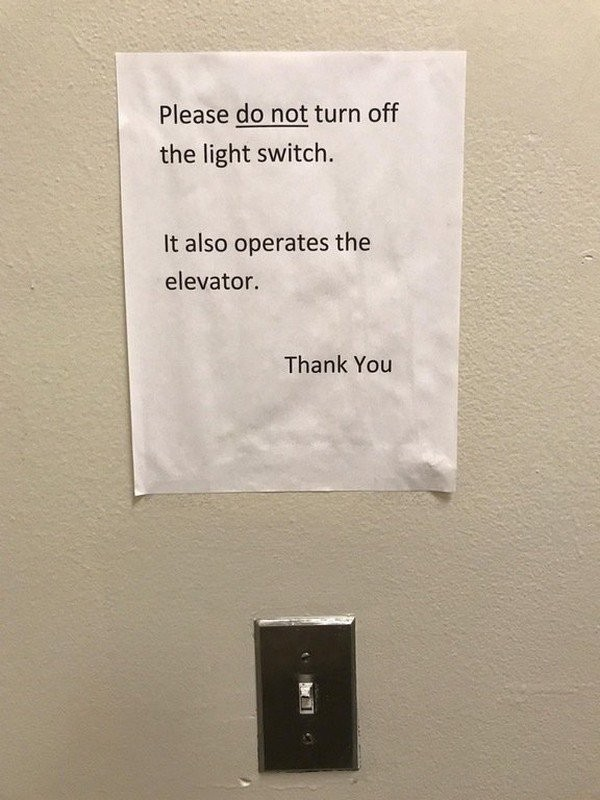 Please do not turn off
the light switch.
It also operates the
elevator.
Thank You